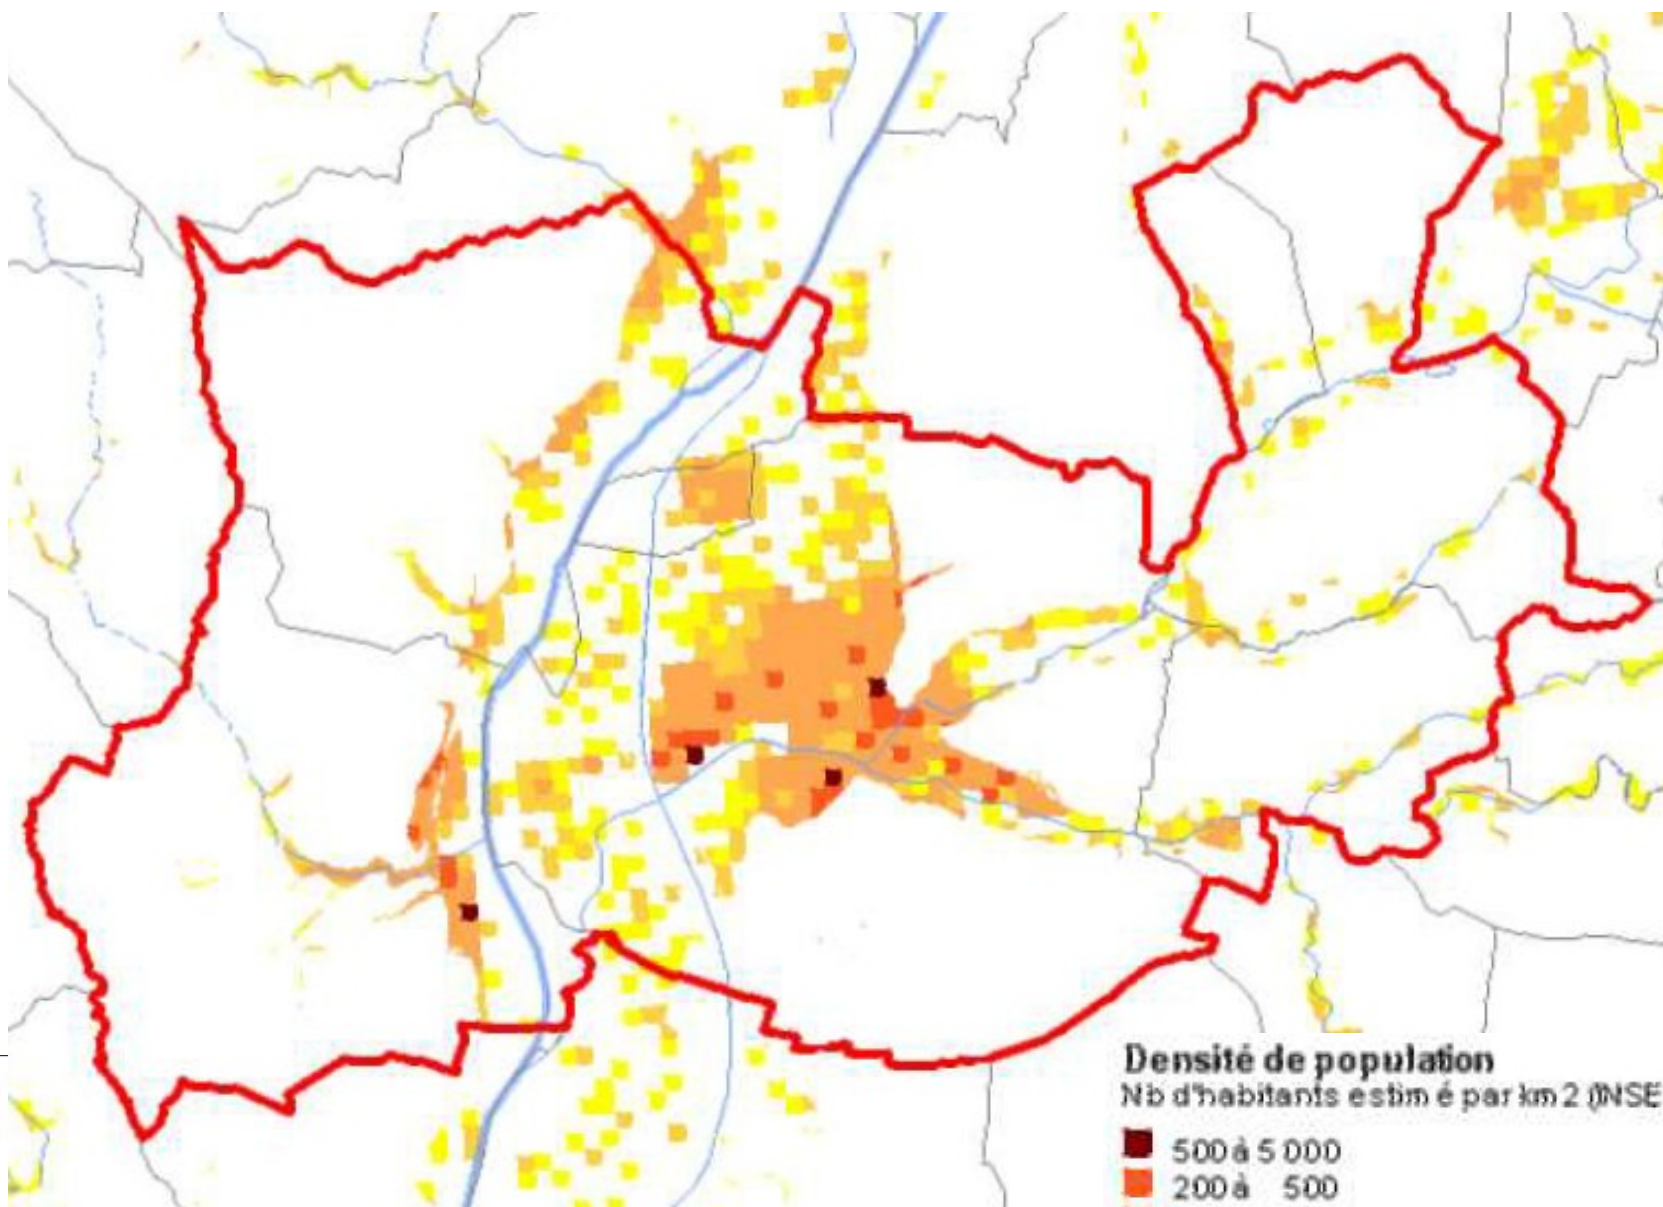 Densité de population
Nb d'habitants estimé par km2 (INSE
500 à 5 000
200 à 500